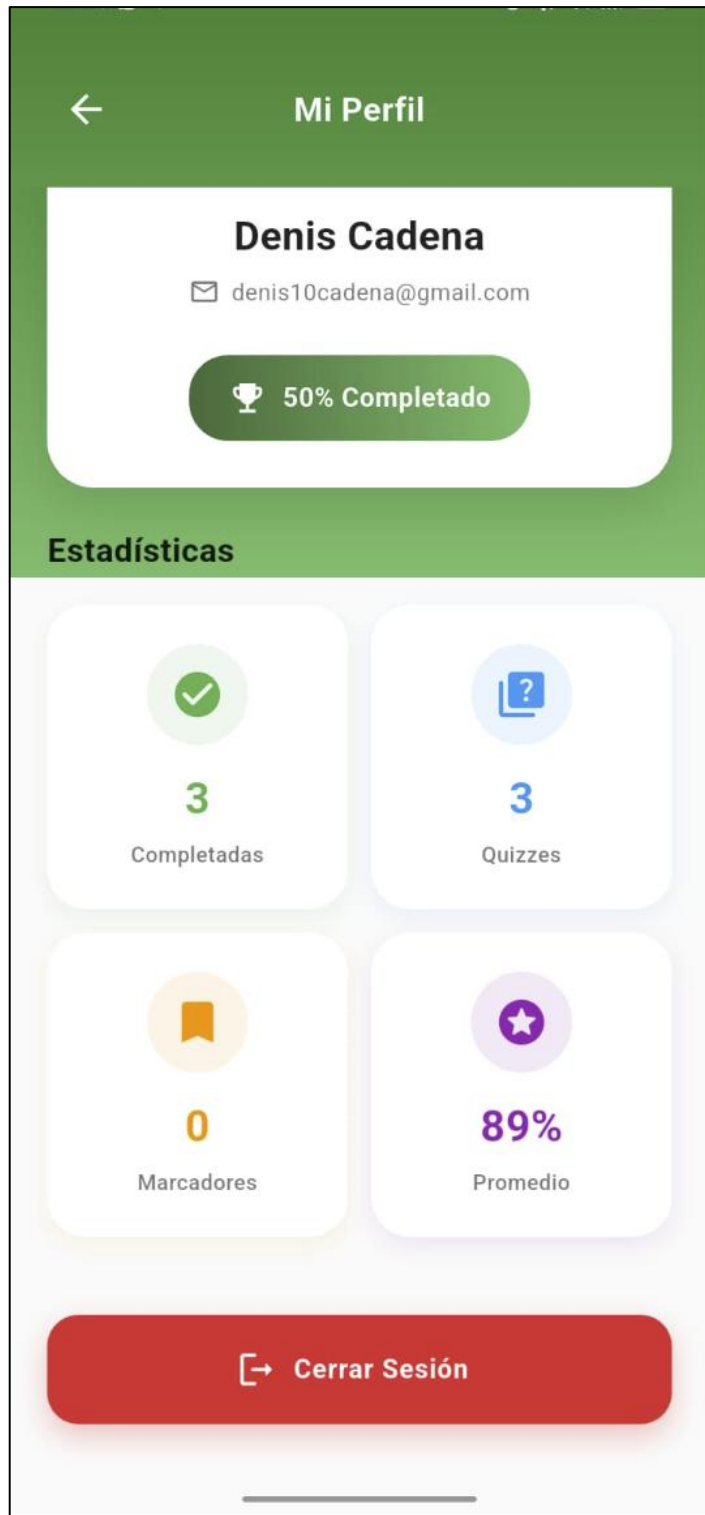 Mi Perfil
Denis Cadena
denis10cadena@gmail.com
50% Completado
Estadísticas
3
Completadas
?
3
Quizzes
0
Marcadores
89%
Promedio
Cerrar Sesión